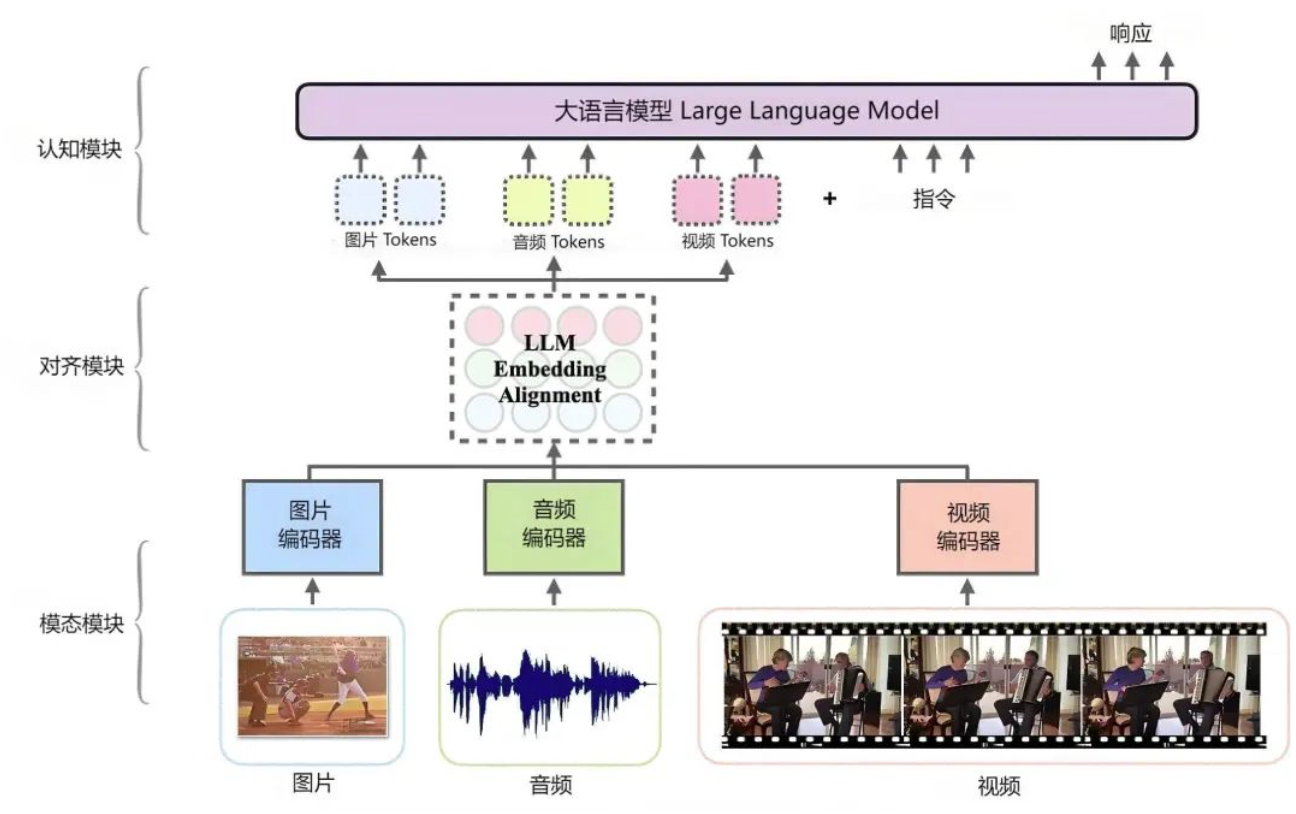 响应
大语言模型 Large Language Model
认知模块
+
指令
图片 Tokens
音频 Tokens
视频 Tokens
对齐模块
LLM
Embedding
Alignment
图片
编码器
音频
编码器
视频
编码器
模态模块
图片
音频
视频